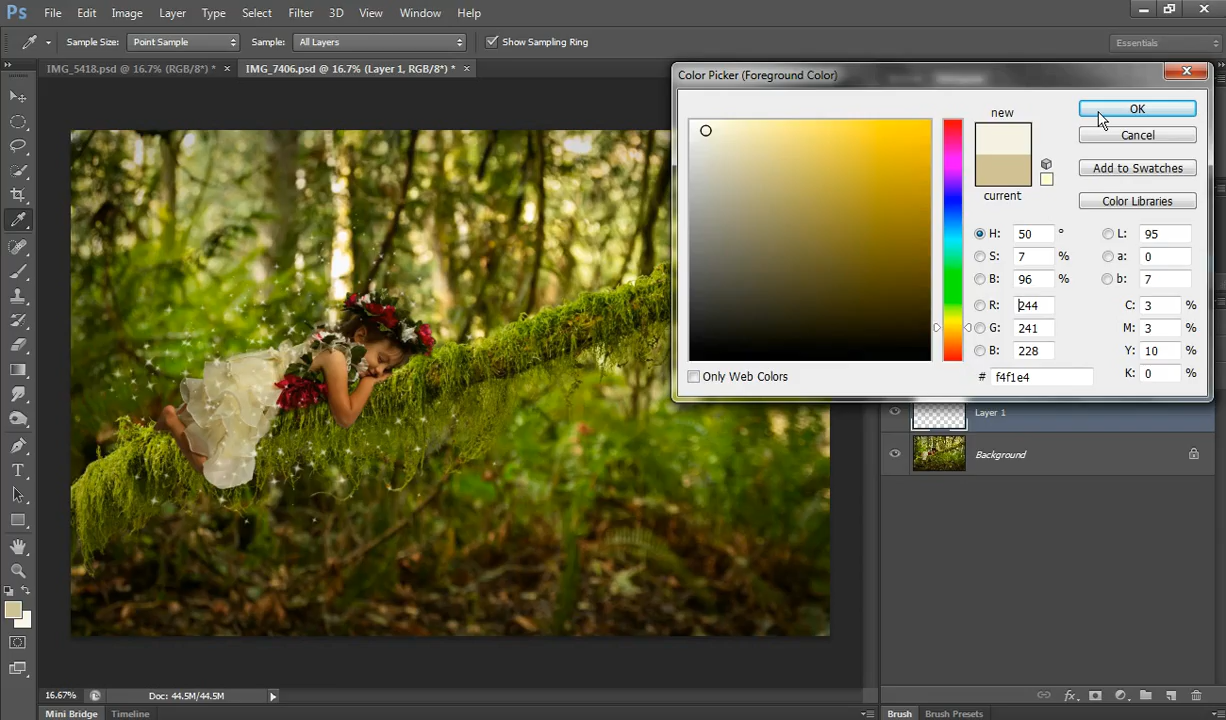 Ps File Edit Image Layer Type Select Filter 3D View Window Help
Sample Size: Point Sample Sample: All Layers Show Sampling Ring Essentials
IMG_5418.psd @ 16.7% (RGB/8*) * × IMG_7406.psd @ 16.7% (Layer 1, RGB/8*) * ×
Color Picker (Foreground Color)
new
OK
Cancel
Add to Swatches
current
Color Libraries
H: 50 ° L: 95
S: 7 % a: 0
B: 96 % b: 7
R: 244 C: 3 %
G: 241 M: 3 %
B: 228 Y: 10 %
# f4f1e4 K: 0 %
Only Web Colors
Layer 1
Background
16.67% Doc: 44.5M/44.5M
Mini Bridge Timeline Brush Brush Presets
T